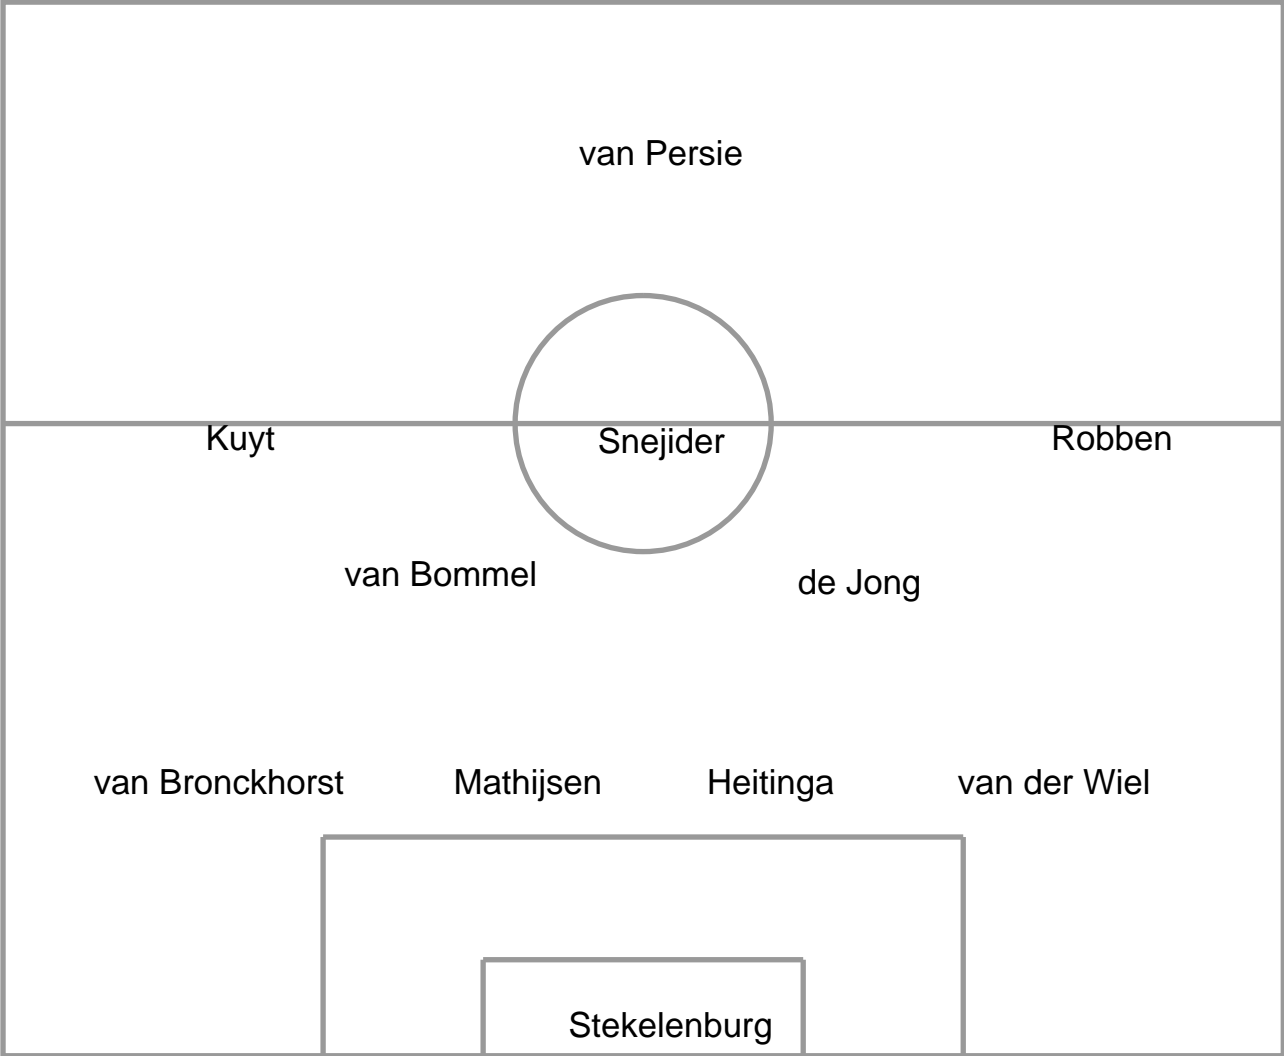 van Persie
Kuyt
Snejider
Robben
van Bommel
de Jong
van Bronckhorst
Mathijsen
Heitinga
van der Wiel
Stekelenburg